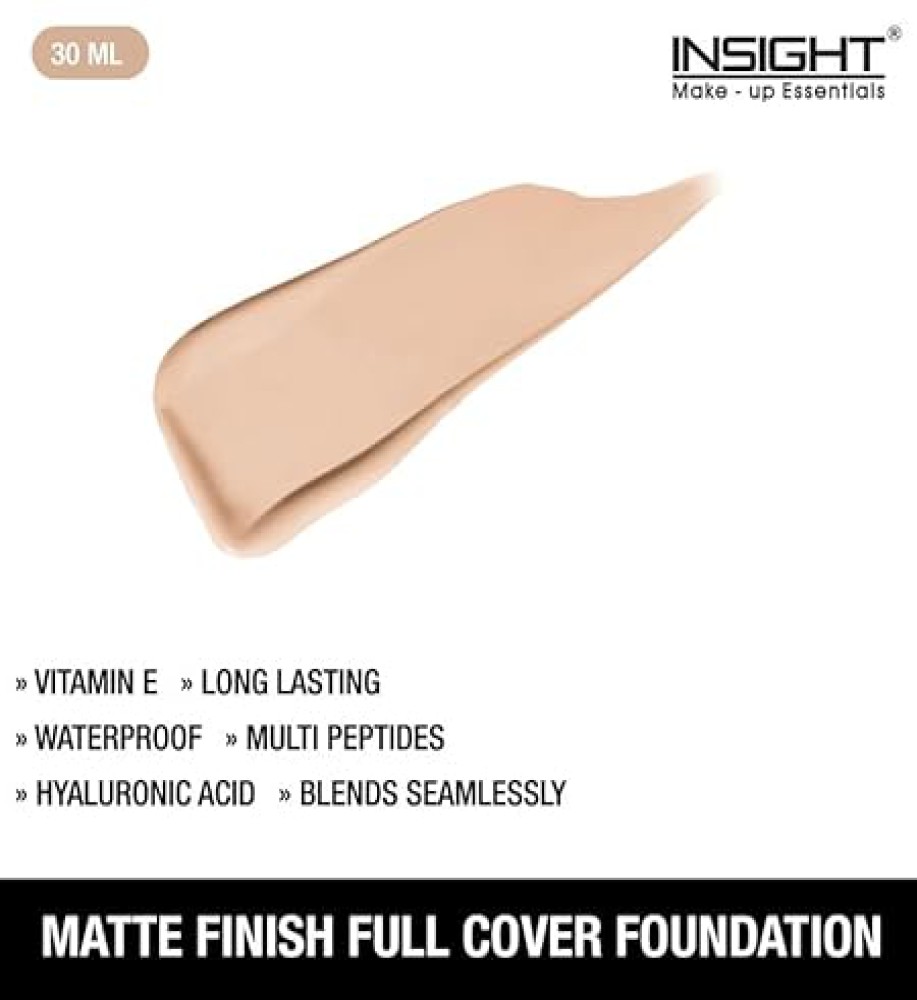 30 ML
INSIGHT®
Make - up Essentials
» VITAMIN E » LONG LASTING
» WATERPROOF » MULTI PEPTIDES
» HYALURONIC ACID » BLENDS SEAMLESSLY
MATTE FINISH FULL COVER FOUNDATION